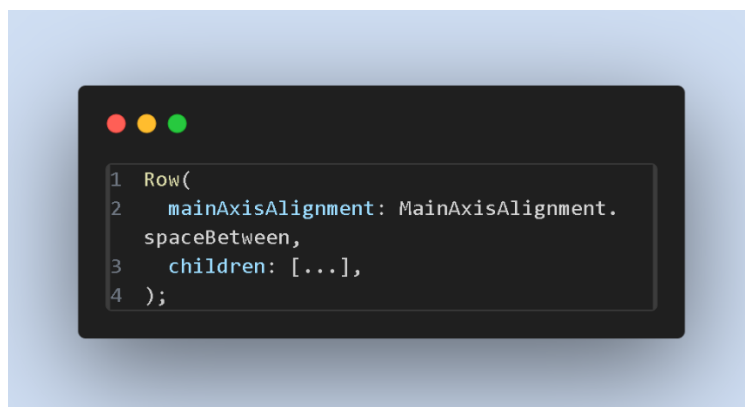 1 Row(
2 mainAxisAlignment: MainAxisAlignment.
spaceBetween,
3 children: [...],
4 );